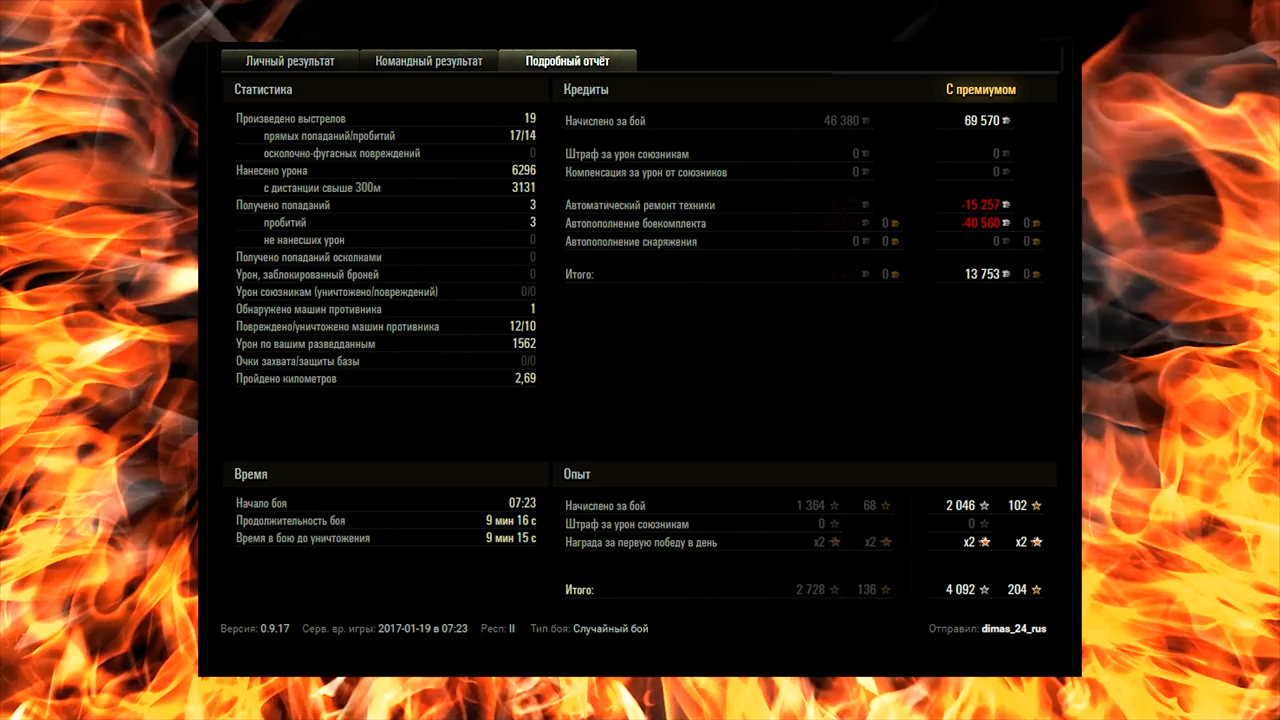 Личный результат Командный результат Подробный отчёт
Статистика
Произведено выстрелов 19
прямых попаданий/пробитий 17/14
осколочно-фугасных повреждений 0
Нанесено урона 6296
с дистанции свыше 300м 3131
Получено попаданий 3
пробитий 3
не нанесших урон 0
Получено попаданий осколками 0
Урон, заблокированный броней 0
Урон союзникам (уничтожено/повреждений) 0/0
Обнаружено машин противника 1
Повреждено/уничтожено машин противника 12/10
Урон по вашим разведданным 1562
Очки захвата/защиты базы 0/0
Пройдено километров 2,69
Кредиты С премиумом
Начислено за бой 46 380 69 570
Штраф за урон союзникам 0 0
Компенсация за урон от союзников 0 0
Автоматический ремонт техники -15 257
Автопополнение боекомплекта 0 -40 560 0
Автопополнение снаряжения 0 0 0 0
Итого: 0 13 753 0
Время
Начало боя 07:23
Продолжительность боя 9 мин 16 с
Время в бою до уничтожения 9 мин 15 с
Опыт
Начислено за бой 1 364 68 2 046 102
Штраф за урон союзникам 0 0
Награда за первую победу в день x2 x2 x2 x2
Итого: 2 728 136 4 092 204
Версия: 0.9.17 Серв. вр. игры: 2017-01-19 в 07:23 Респ: II Тип боя: Случайный бой Отправил: dimas_24_rus